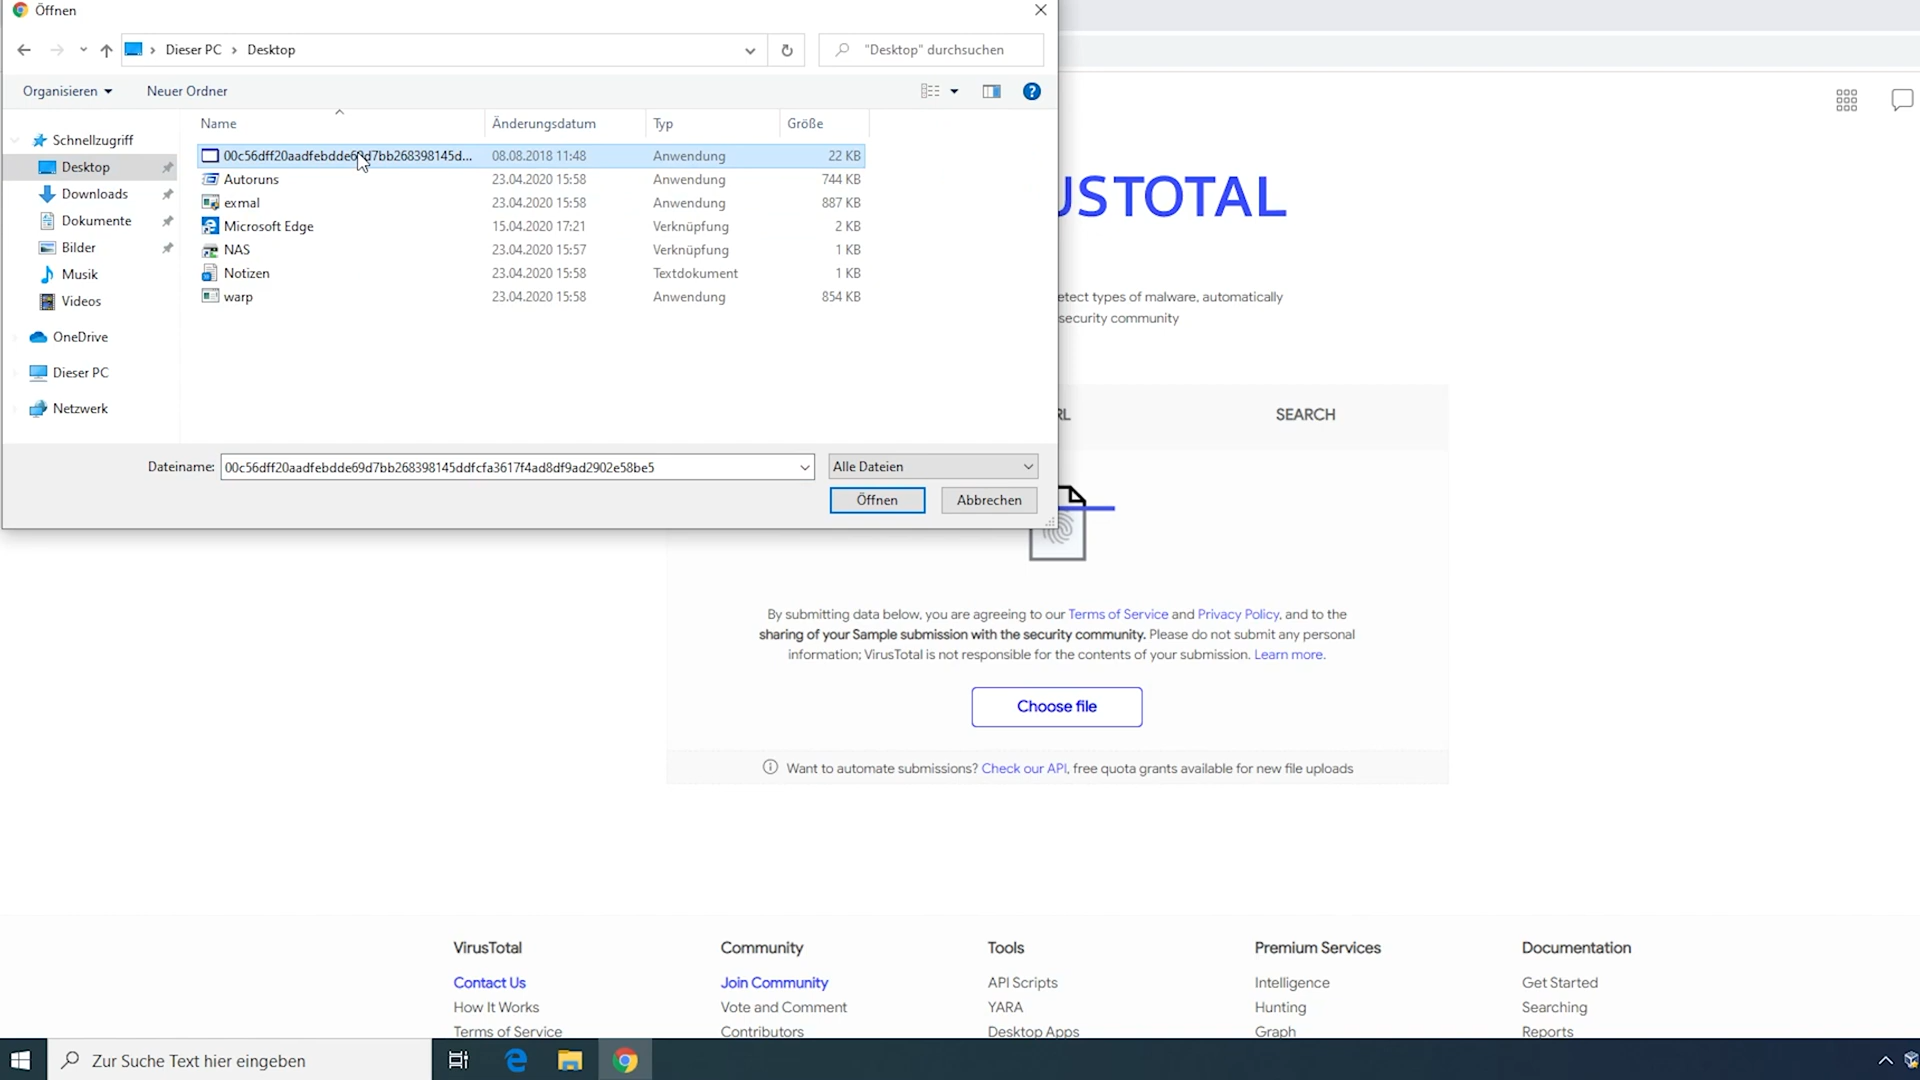 Öffnen
Dieser PC
Desktop
"Desktop" durchsuchen
Organisieren
Neuer Ordner
Name
Änderungsdatum
Typ
Größe
Schnellzugriff
Desktop
Downloads
Dokumente
Bilder
Musik
Videos
OneDrive
Dieser PC
Netzwerk
00c56dff20aadfebdde69d7bb268398145d... 08.08.2018 11:48 Anwendung 22 KB
Autoruns 23.04.2020 15:58 Anwendung 744 KB
exmal 23.04.2020 15:58 Anwendung 887 KB
Microsoft Edge 15.04.2020 17:21 Verknüpfung 2 KB
NAS 23.04.2020 15:57 Verknüpfung 1 KB
Notizen 23.04.2020 15:58 Textdokument 1 KB
warp 23.04.2020 15:58 Anwendung 854 KB
Dateiname: 00c56dff20aadfebdde69d7bb268398145ddfcfa3617f4ad8df9ad2902e58be5
Alle Dateien
Öffnen
Abbrechen
USTOTAL
etect types of malware, automatically
security community
RL
SEARCH
By submitting data below, you are agreeing to our Terms of Service and Privacy Policy, and to the
sharing of your Sample submission with the security community. Please do not submit any personal
information; VirusTotal is not responsible for the contents of your submission. Learn more.
Choose file
Want to automate submissions? Check our API, free quota grants available for new file uploads
VirusTotal
Contact Us
How It Works
Terms of Service
Community
Join Community
Vote and Comment
Contributors
Tools
API Scripts
YARA
Desktop Apps
Premium Services
Intelligence
Hunting
Graph
Documentation
Get Started
Searching
Reports
Zur Suche Text hier eingeben